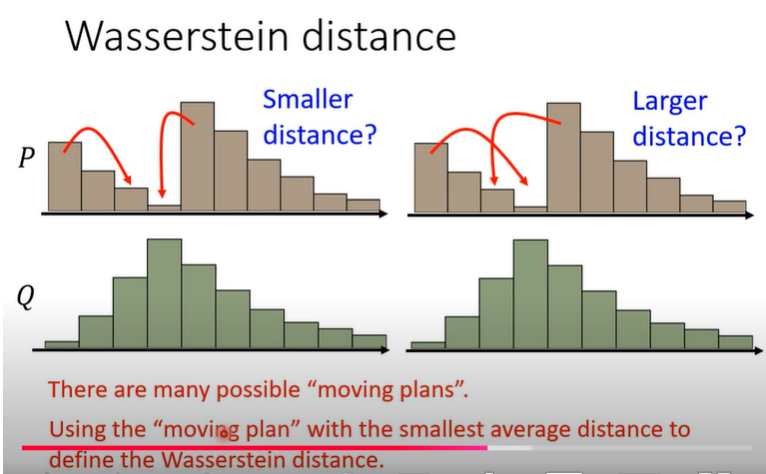 Wasserstein distance
Smaller
distance?
Larger
distance?
P
Q
There are many possible “moving plans”.
Using the “moving plan” with the smallest average distance to
define the Wasserstein distance.